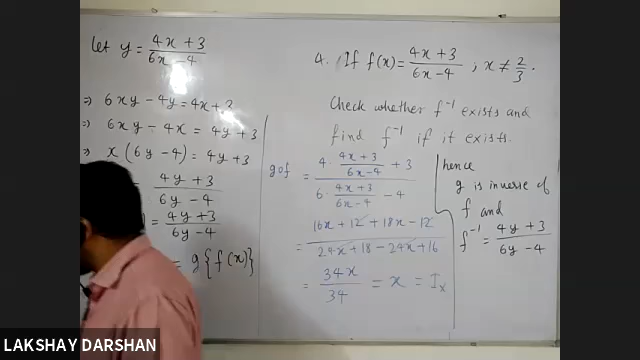 let y = (4x + 3)/(6x - 4)
⇒ 6xy - 4y = 4x + 3
⇒ 6xy - 4x = 4y + 3
⇒ x (6y - 4) = 4y + 3
(4y + 3)/(6y - 4)
= (4y + 3)/(6y - 4)
= g{f(x)}
4. If f(x) = (4x + 3)/(6x - 4) ; x ≠ 2/3.
Check whether f⁻¹ exists and
find f⁻¹ if it exists.
gof = (4 · (4x + 3)/(6x - 4) + 3)/(6 · (4x + 3)/(6x - 4) - 4)
= (16x + 12 + 18x - 12)/(24x + 18 - 24x + 16)
= 34x/34 = x = Ix
hence
g is inverse of
f and
f⁻¹ = (4y + 3)/(6y - 4)
LAKSHAY DARSHAN